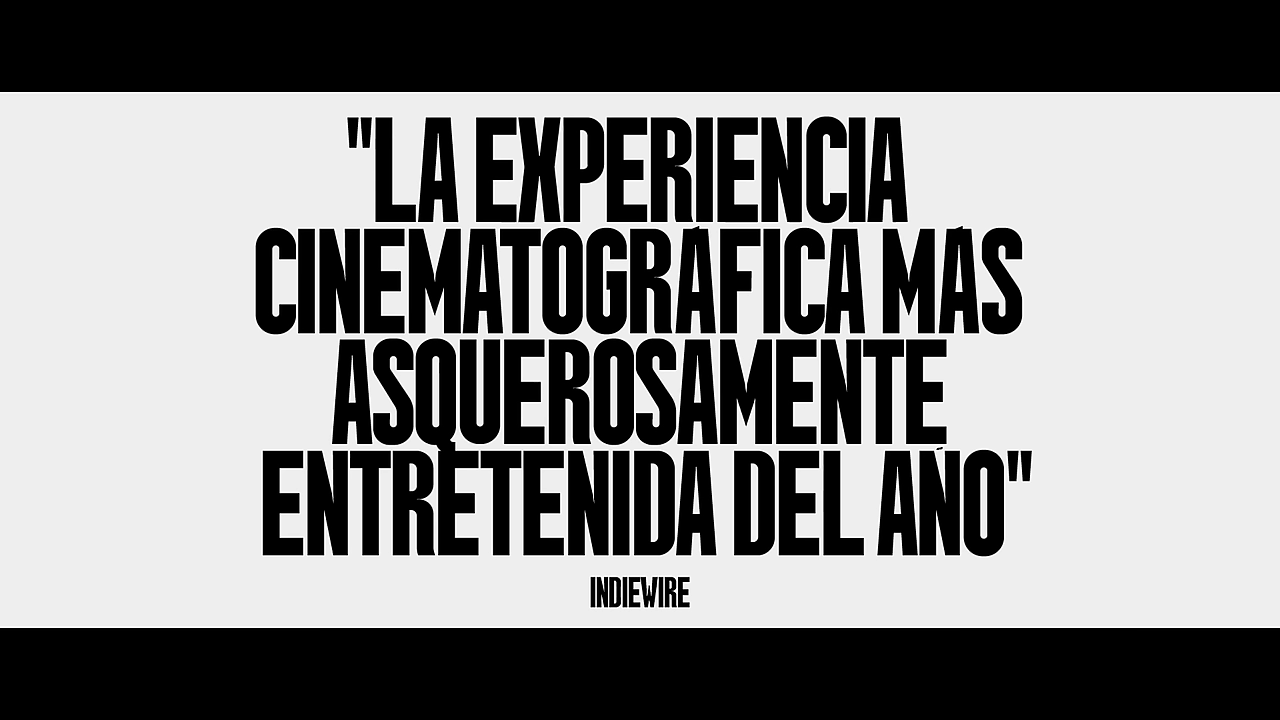 "LA EXPERIENCIA
CINEMATOGRÁFICA MÁS
ASQUEROSAMENTE
ENTRETENIDA DEL AÑO"
INDIEWIRE